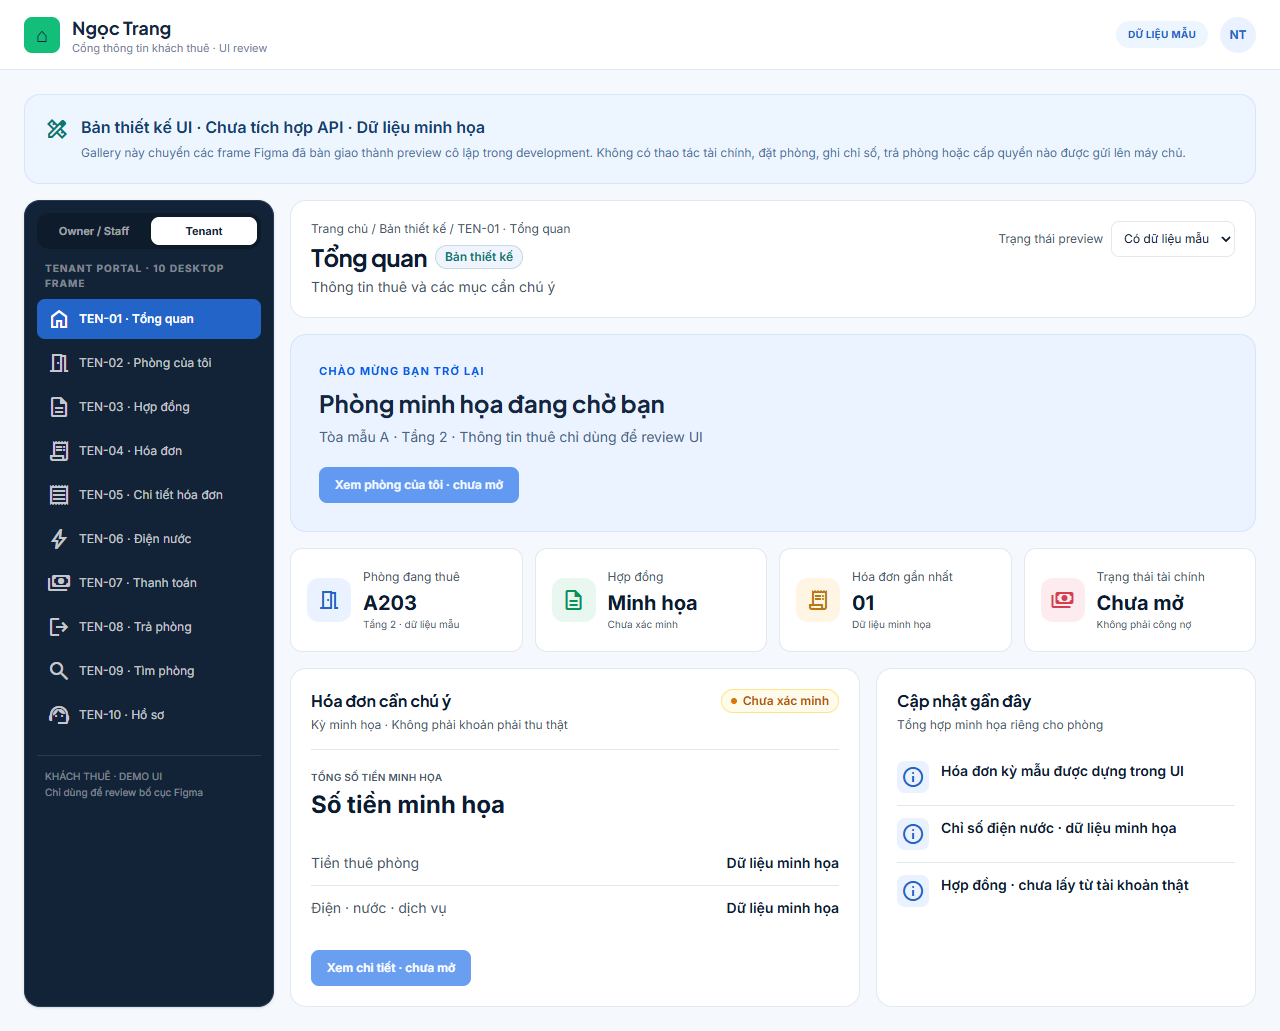 Ngọc Trang
Cổng thông tin khách thuê · UI review
DỮ LIỆU MẪU
NT
Bản thiết kế UI · Chưa tích hợp API · Dữ liệu minh họa
Gallery này chuyển các frame Figma đã bàn giao thành preview cô lập trong development. Không có thao tác tài chính, đặt phòng, ghi chỉ số, trả phòng hoặc cấp quyền nào được gửi lên máy chủ.
Owner / Staff
Tenant
TENANT PORTAL · 10 DESKTOP
FRAME
TEN-01 · Tổng quan
TEN-02 · Phòng của tôi
TEN-03 · Hợp đồng
TEN-04 · Hóa đơn
TEN-05 · Chi tiết hóa đơn
TEN-06 · Điện nước
TEN-07 · Thanh toán
TEN-08 · Trả phòng
TEN-09 · Tìm phòng
TEN-10 · Hồ sơ
KHÁCH THUÊ · DEMO UI
Chỉ dùng để review bố cục Figma
Trang chủ / Bản thiết kế / TEN-01 · Tổng quan
Tổng quan
Bản thiết kế
Thông tin thuê và các mục cần chú ý
Trạng thái preview
Có dữ liệu mẫu
CHÀO MỪNG BẠN TRỞ LẠI
Phòng minh họa đang chờ bạn
Tòa mẫu A · Tầng 2 · Thông tin thuê chỉ dùng để review UI
Xem phòng của tôi · chưa mở
Phòng đang thuê
A203
Tầng 2 · dữ liệu mẫu
Hợp đồng
Minh họa
Chưa xác minh
Hóa đơn gần nhất
01
Dữ liệu minh họa
Trạng thái tài chính
Chưa mở
Không phải công nợ
Hóa đơn cần chú ý
Chưa xác minh
Kỳ minh họa · Không phải khoản phải thu thật
TỔNG SỐ TIỀN MINH HỌA
Số tiền minh họa
Tiền thuê phòng
Dữ liệu minh họa
Điện · nước · dịch vụ
Dữ liệu minh họa
Xem chi tiết · chưa mở
Cập nhật gần đây
Tổng hợp minh họa riêng cho phòng
Hóa đơn kỳ mẫu được dựng trong UI
Chỉ số điện nước · dữ liệu minh họa
Hợp đồng · chưa lấy từ tài khoản thật